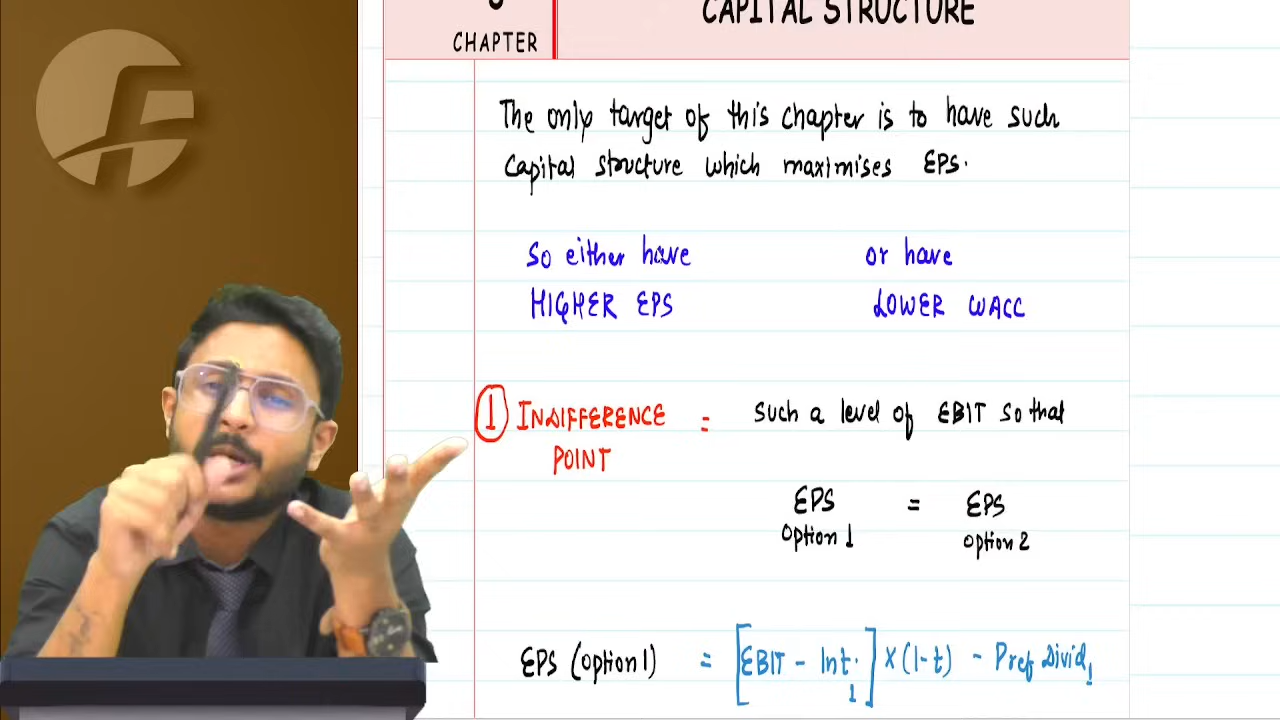 CAPITAL STRUCTURE
CHAPTER
The only target of this chapter is to have such
Capital structure which maximises EPS.
So either have
HIGHER EPS
or have
LOWER WACC
1 INDIFFERENCE
POINT
= Such a level of EBIT so that
EPS = EPS
Option 1 Option 2
EPS (Option 1) = [EBIT - Int.1] X (1-t) - Pref Divid1